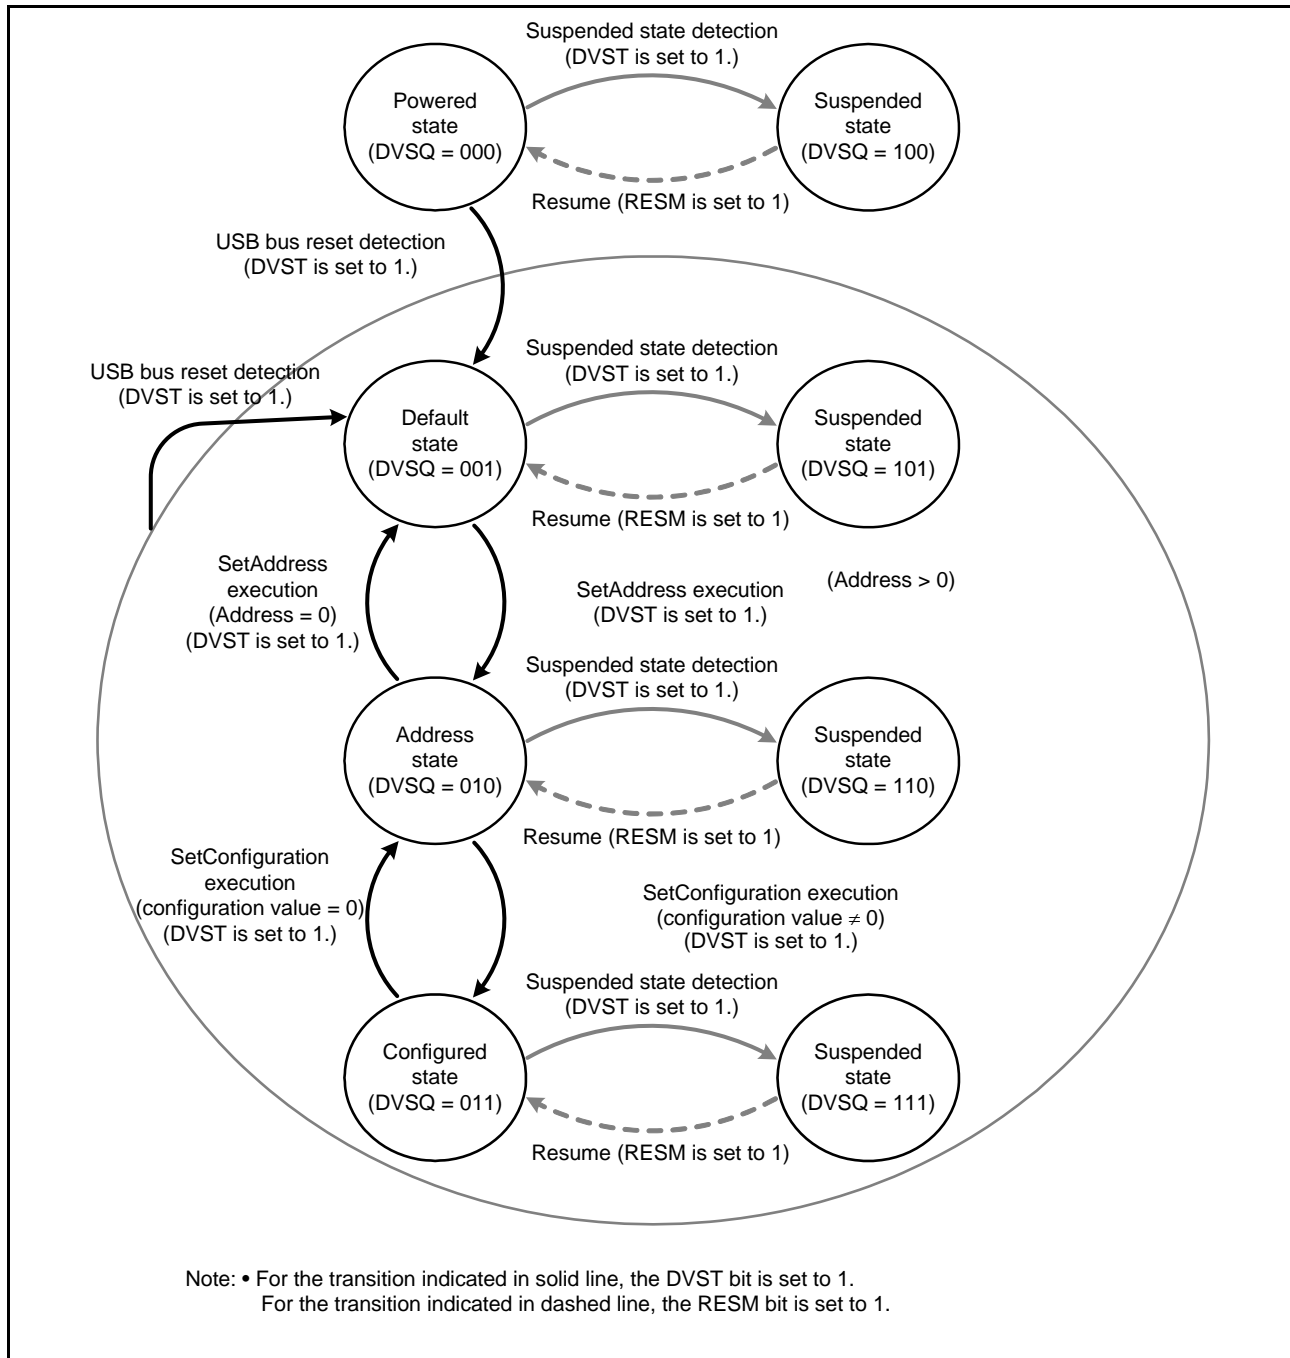 Suspended state detection
(DVST is set to 1.)
Powered
state
(DVSQ = 000)
Suspended
state
(DVSQ = 100)
Resume (RESM is set to 1)
USB bus reset detection
(DVST is set to 1.)
USB bus reset detection
(DVST is set to 1.)
Suspended state detection
(DVST is set to 1.)
Default
state
(DVSQ = 001)
Suspended
state
(DVSQ = 101)
Resume (RESM is set to 1)
SetAddress
execution
(Address = 0)
(DVST is set to 1.)
SetAddress execution
(DVST is set to 1.)
(Address > 0)
Suspended state detection
(DVST is set to 1.)
Address
state
(DVSQ = 010)
Suspended
state
(DVSQ = 110)
Resume (RESM is set to 1)
SetConfiguration
execution
(configuration value = 0)
(DVST is set to 1.)
SetConfiguration execution
(configuration value ≠ 0)
(DVST is set to 1.)
Suspended state detection
(DVST is set to 1.)
Configured
state
(DVSQ = 011)
Suspended
state
(DVSQ = 111)
Resume (RESM is set to 1)
Note: • For the transition indicated in solid line, the DVST bit is set to 1.
For the transition indicated in dashed line, the RESM bit is set to 1.